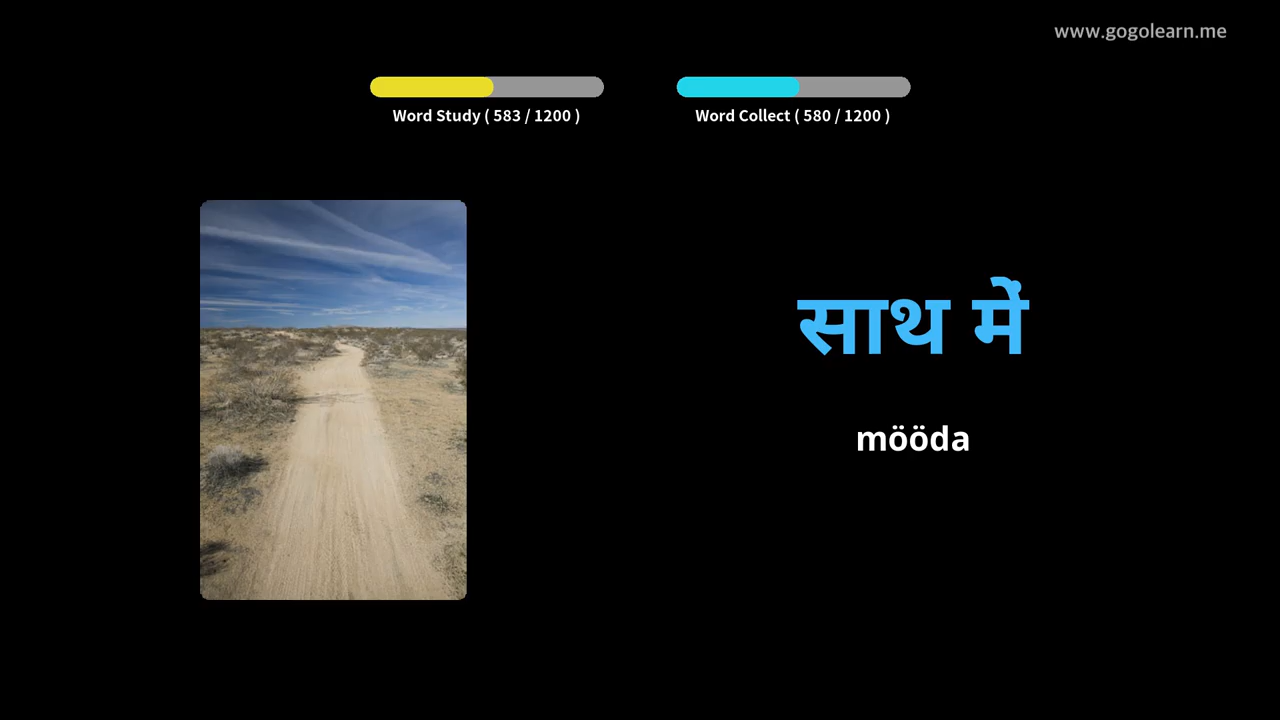 www.gogolearn.me
Word Study ( 583 / 1200 )
Word Collect ( 580 / 1200 )
साथ में
mööda